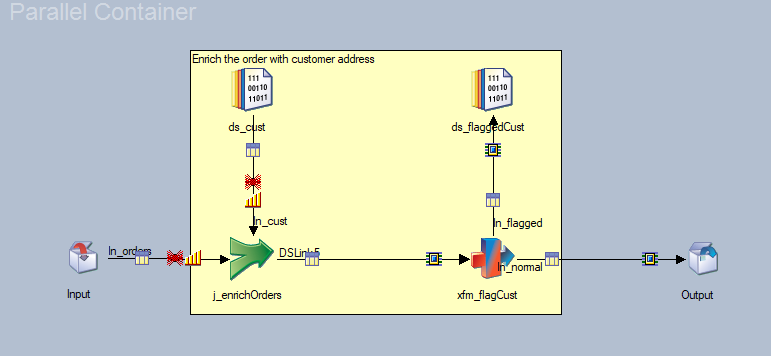 Parallel Container
Enrich the order with customer address
111
00110
11011
111
00110
11011
ds_cust
ds_flaggedCust
ln_cust
ln_flagged
ln_orders
DSLink5
ln_normal
Input
j_enrichOrders
xfm_flagCust
Output